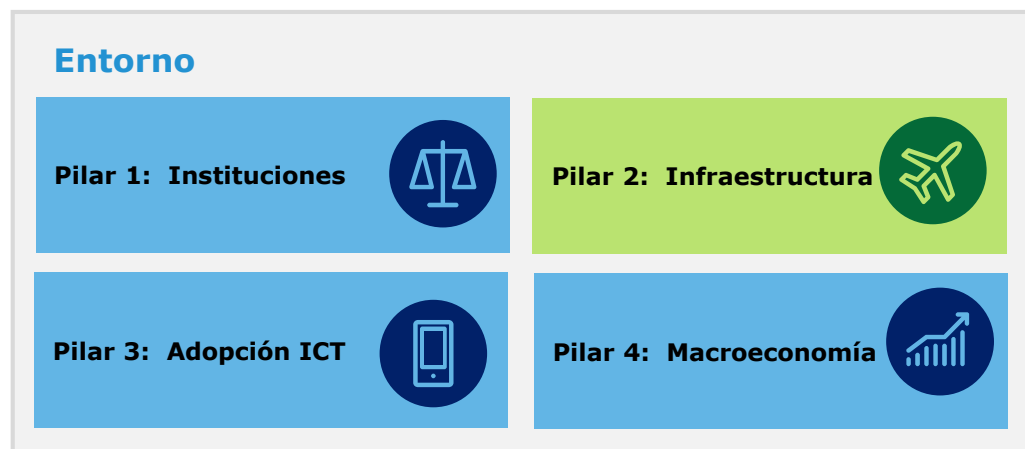 Entorno
Pilar 1: Instituciones
Pilar 2: Infraestructura
Pilar 3: Adopción ICT
Pilar 4: Macroeconomía